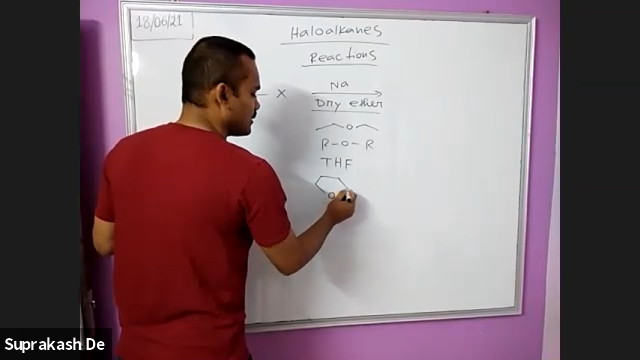 18/06/21
Haloalkanes
Reactions
— X
Na
Dry ether
O
R-O-R
THF
O
Suprakash De